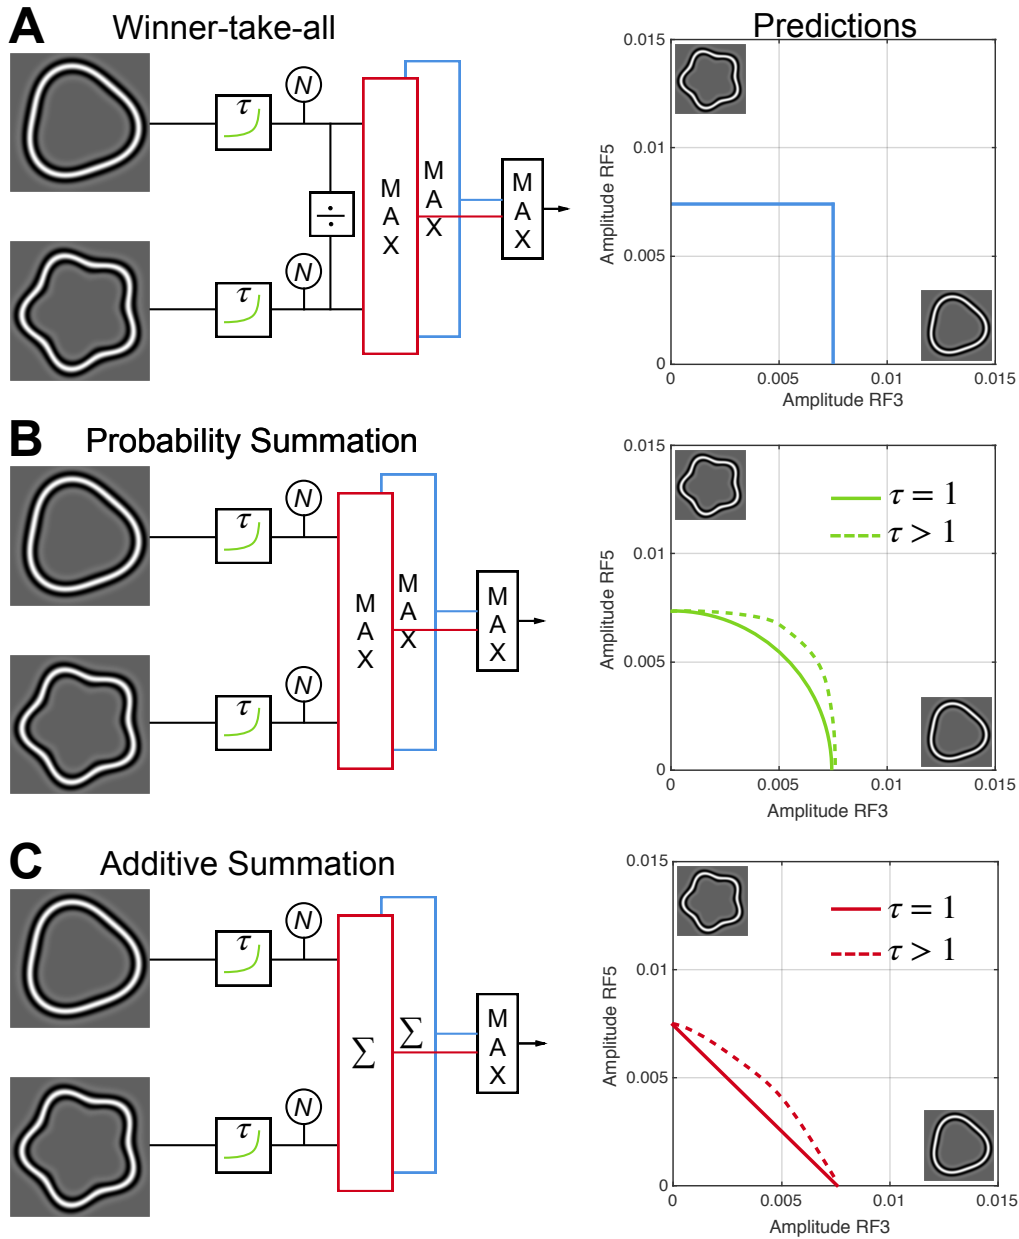 A Winner-take-all
Predictions
τ
N
÷
τ
N
M
A
X
M
A
X
M
A
X
0.015
0.01
0.005
0
Amplitude RF5
0 0.005 0.01 0.015
Amplitude RF3
B Probability Summation
τ
N
τ
N
M
A
X
M
A
X
M
A
X
0.015
0.01
0.005
0
Amplitude RF5
τ = 1
τ > 1
0 0.005 0.01 0.015
Amplitude RF3
C Additive Summation
τ
N
τ
N
∑
∑
M
A
X
0.015
0.01
0.005
0
Amplitude RF5
τ = 1
τ > 1
0 0.005 0.01 0.015
Amplitude RF3